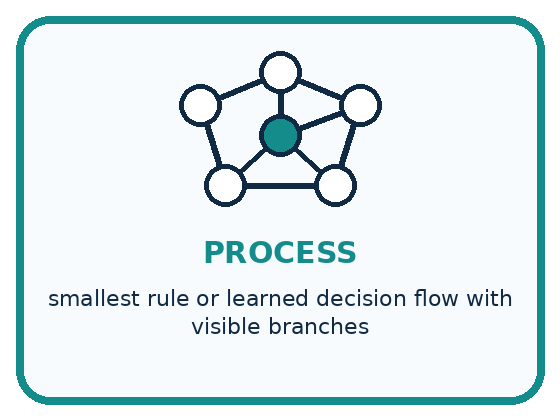 PROCESS
smallest rule or learned decision flow with
visible branches